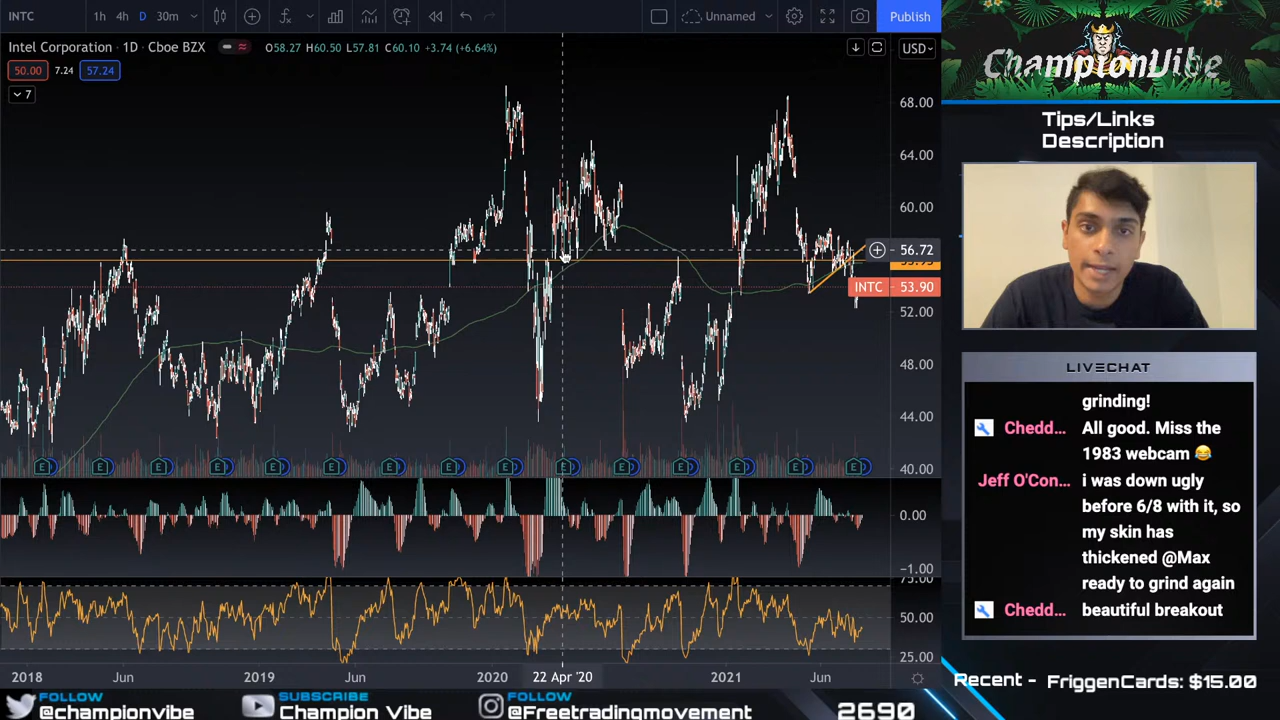 INTC 1h 4h D 30m Unnamed Publish
Intel Corporation · 1D · Cboe BZX O58.27 H60.50 L57.81 C60.10 +3.74 (+6.64%) USD
50.00 7.24 57.24
7
68.00
64.00
60.00
56.72
INTC 53.90
52.00
48.00
44.00
40.00
E E E E E E E E E E E E E E E
0.00
-1.00
75.00
50.00
25.00
2018 Jun 2019 Jun 2020 22 Apr '20 2021 Jun
FOLLOW
@championvibe
SUBSCRIBE
Champion Vibe
FOLLOW
@Freetradingmovement
2690
ChampionVibe
Tips/Links
Description
LIVECHAT
grinding!
Chedd... All good. Miss the
1983 webcam 😂
Jeff O'Con... i was down ugly
before 6/8 with it, so
my skin has
thickened @Max
ready to grind again
Chedd... beautiful breakout
Recent - FriggenCards: $15.00